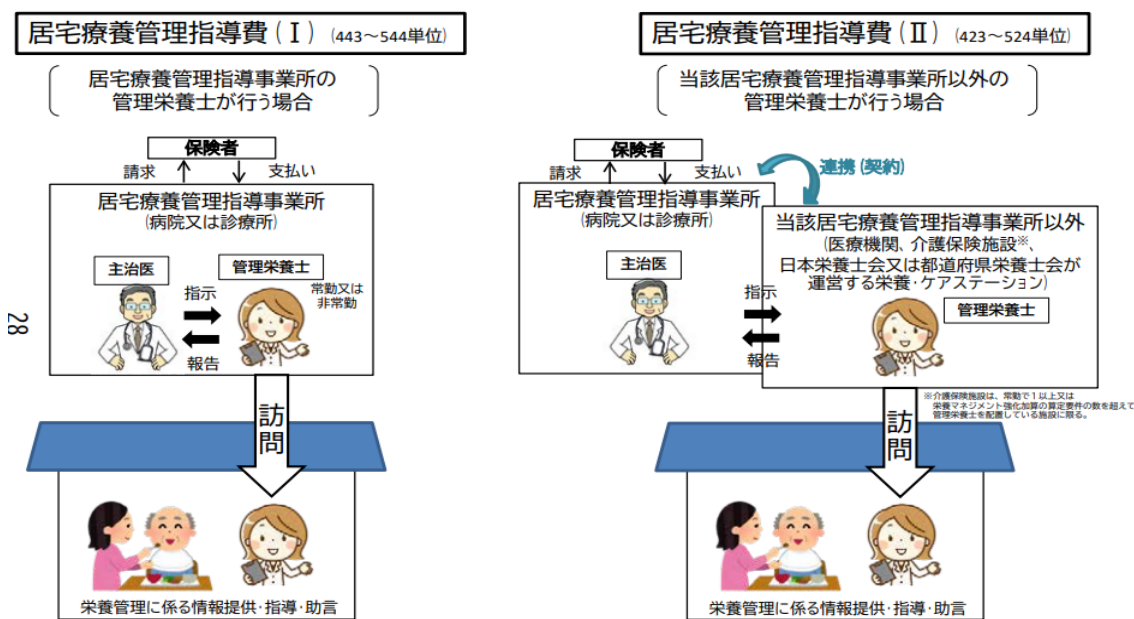 居宅療養管理指導費(Ⅰ) (443～544単位)
居宅療養管理指導事業所の
管理栄養士が行う場合
保険者
請求
支払い
居宅療養管理指導事業所
(病院又は診療所)
主治医
管理栄養士
常勤又は
非常勤
指示
報告
訪問
栄養管理に係る情報提供・指導・助言
28
居宅療養管理指導費(Ⅱ) (423～524単位)
当該居宅療養管理指導事業所以外の
管理栄養士が行う場合
保険者
請求
支払い
連携(契約)
居宅療養管理指導事業所
(病院又は診療所)
主治医
指示
報告
当該居宅療養管理指導事業所以外
(医療機関、介護保険施設※、
日本栄養士会又は都道府県栄養士会が
運営する栄養・ケアステーション)
管理栄養士
※介護保険施設は、常勤で1以上又は
栄養マネジメント強化加算の算定要件の数を超えて
管理栄養士を配置している施設に限る。
訪問
栄養管理に係る情報提供・指導・助言